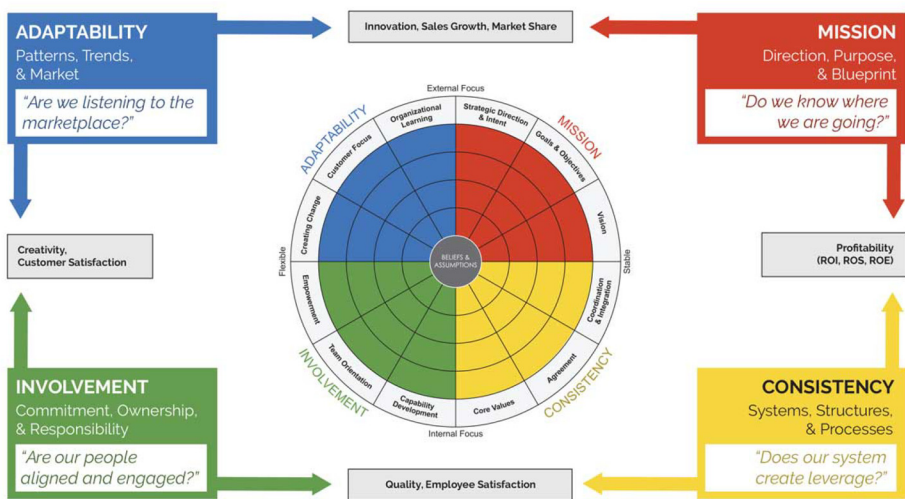 ADAPTABILITY
Patterns, Trends,
& Market
“Are we listening to the
marketplace?”
Innovation, Sales Growth, Market Share
MISSION
Direction, Purpose,
& Blueprint
“Do we know where
we are going?”
External Focus
ADAPTABILITY
Creating Change
Customer Focus
Organizational
Learning
Strategic Direction
& Intent
Goals & Objectives
Vision
MISSION
Creativity,
Customer Satisfaction
Flexible
BELIEFS &
ASSUMPTIONS
Stable
Profitability
(ROI, ROS, ROE)
Empowerment
Team Orientation
Capability
Development
Core Values
Agreement
Coordination
& Integration
INVOLVEMENT
CONSISTENCY
Internal Focus
INVOLVEMENT
Commitment, Ownership,
& Responsibility
“Are our people
aligned and engaged?”
Quality, Employee Satisfaction
CONSISTENCY
Systems, Structures,
& Processes
“Does our system
create leverage?”